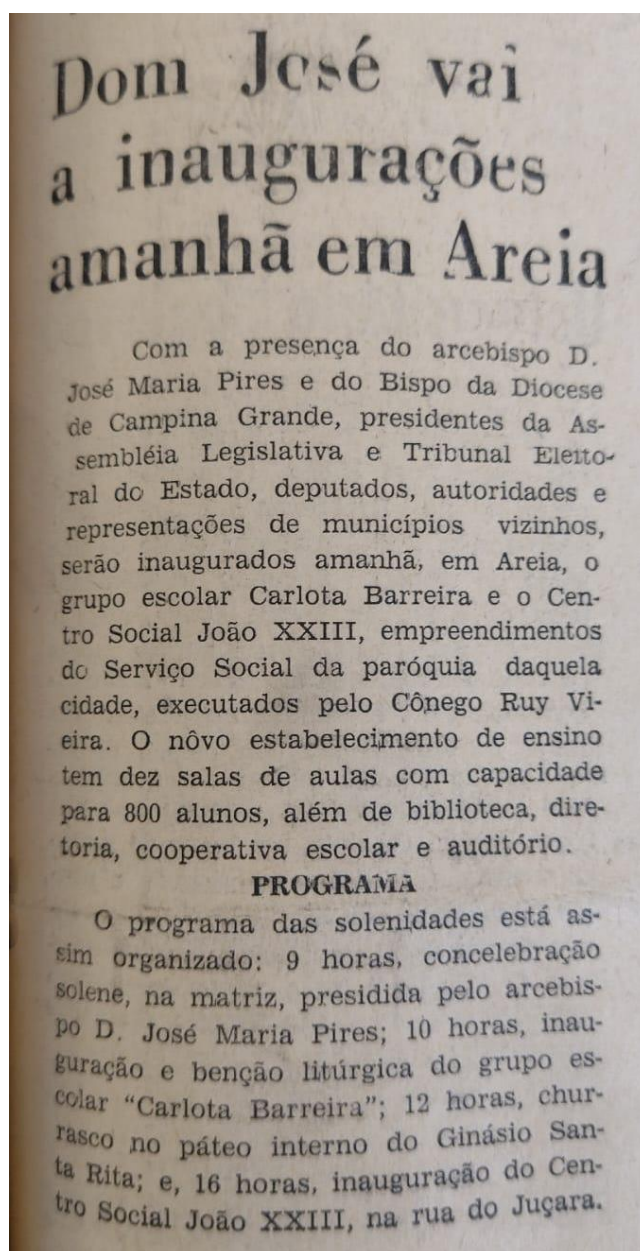 Dom José vai
a inaugurações
amanhã em Areia
Com a presença do arcebispo D.
José Maria Pires e do Bispo da Diocese
de Campina Grande, presidentes da As-
sembléia Legislativa e Tribunal Eleito-
ral do Estado, deputados, autoridades e
representações de municípios vizinhos,
serão inaugurados amanhã, em Areia, o
grupo escolar Carlota Barreira e o Cen-
tro Social João XXIII, empreendimentos
do Serviço Social da paróquia daquela
cidade, executados pelo Cônego Ruy Vi-
eira. O nôvo estabelecimento de ensino
tem dez salas de aulas com capacidade
para 800 alunos, além de biblioteca, dire-
toria, cooperativa escolar e auditório.
PROGRAMA
O programa das solenidades está as-
sim organizado: 9 horas, concelebração
solene, na matriz, presidida pelo arcebis-
po D. José Maria Pires; 10 horas, inau-
guração e benção litúrgica do grupo es-
colar "Carlota Barreira"; 12 horas, chur-
rasco no páteo interno do Ginásio San-
ta Rita; e, 16 horas, inauguração do Cen-
tro Social João XXIII, na rua do Juçara.